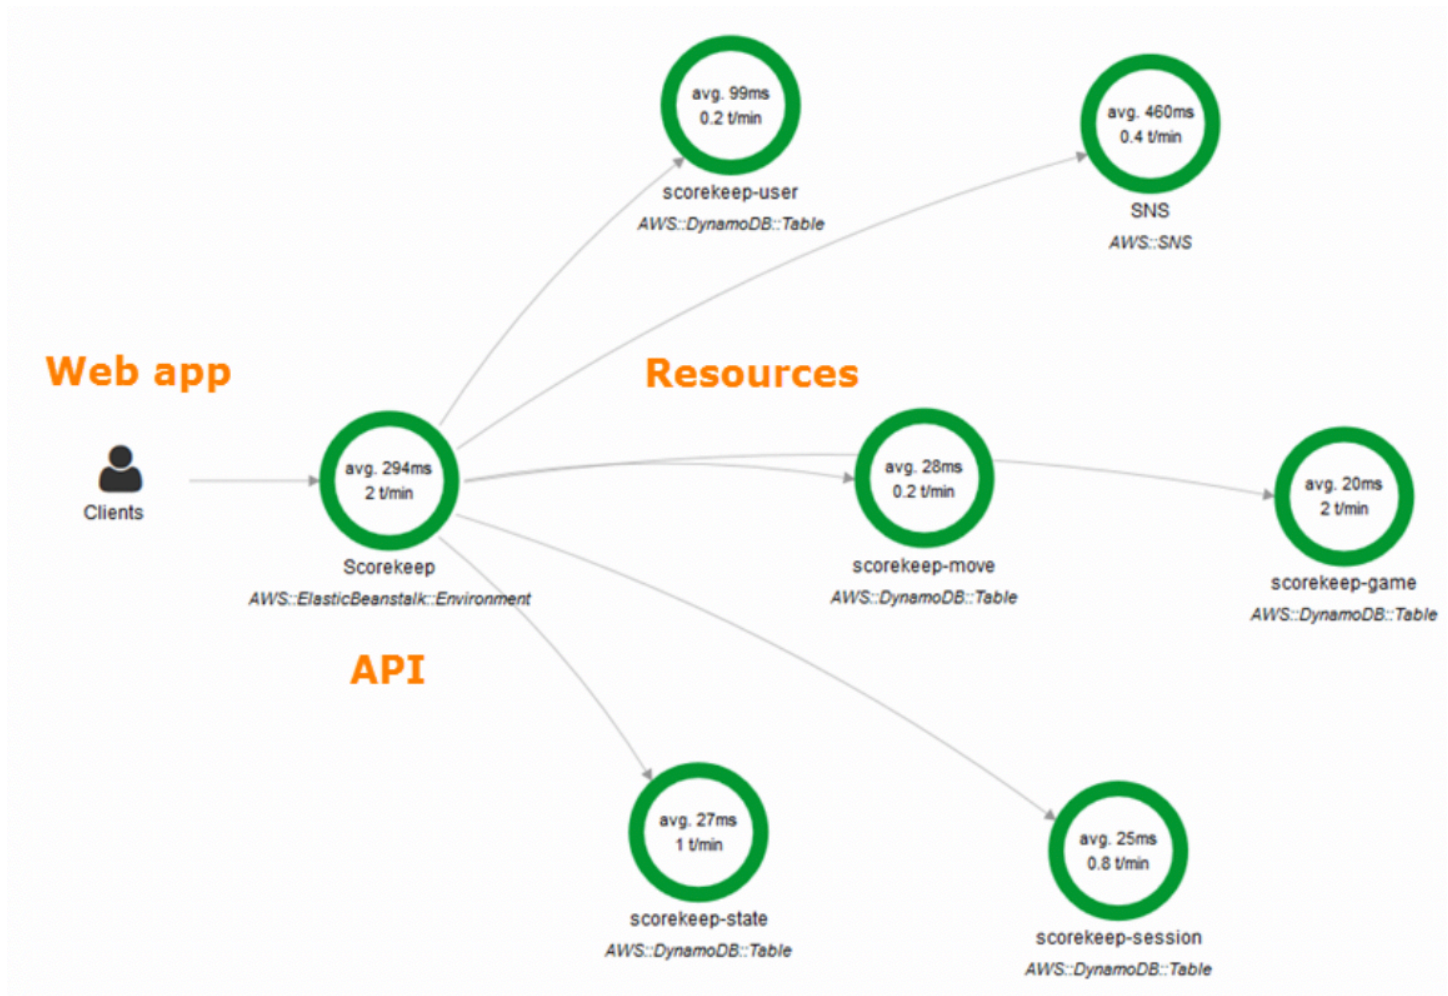 avg. 99ms
0.2 t/min
scorekeep-user
AWS::DynamoDB::Table
avg. 460ms
0.4 t/min
SNS
AWS::SNS
Web app
Resources
Clients
avg. 294ms
2 t/min
Scorekeep
AWS::ElasticBeanstalk::Environment
avg. 28ms
0.2 t/min
scorekeep-move
AWS::DynamoDB::Table
avg. 20ms
2 t/min
scorekeep-game
AWS::DynamoDB::Table
API
avg. 27ms
1 t/min
scorekeep-state
AWS::DynamoDB::Table
avg. 25ms
0.8 t/min
scorekeep-session
AWS::DynamoDB::Table